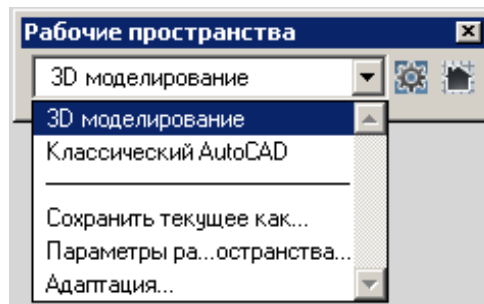 Рабочие пространства
3D моделирование
3D моделирование
Классический AutoCAD
Сохранить текущее как...
Параметры ра...остранства...
Адаптация...